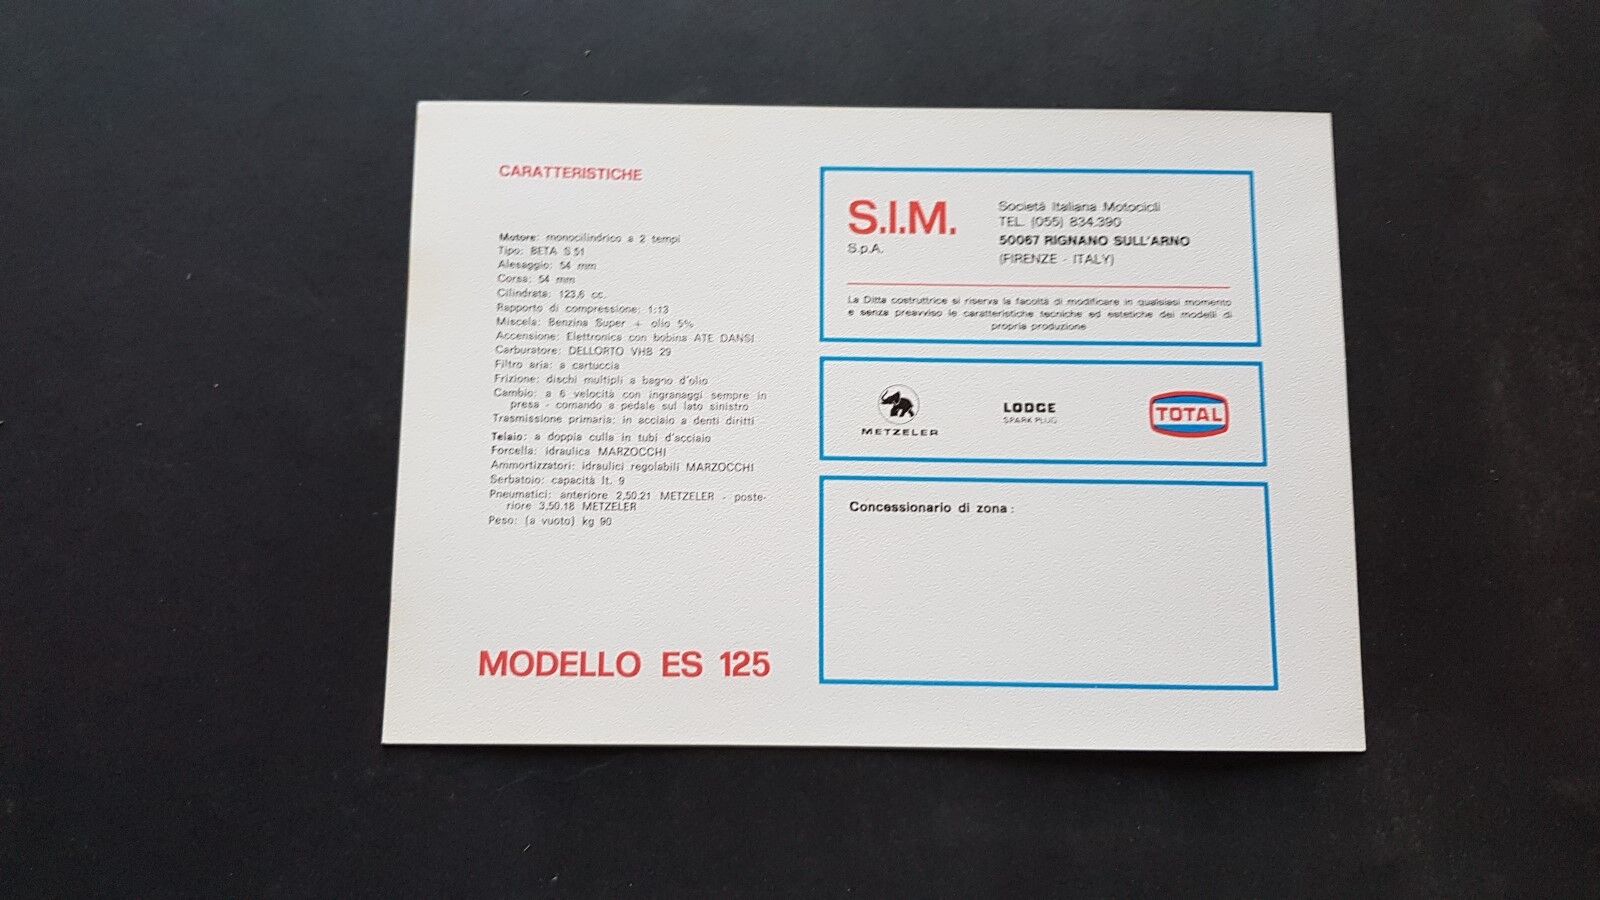 CARATTERISTICHE
Motore: monocilindrico a 2 tempi
Tipo: BETA S 51
Alesaggio: 54 mm
Corsa: 54 mm
Cilindrata: 123,6 cc.
Rapporto di compressione: 1:13
Miscela: Benzina Super + olio 5%
Accensione: Elettronica con bobina ATE DANSI
Carburatore: DELLORTO VHB 29
Filtro aria: a cartuccia
Frizione: dischi multipli a bagno d'olio
Cambio: a 6 velocità con ingranaggi sempre in
presa - comando a pedale sul lato sinistro
Trasmissione primaria: in acciaio a denti diritti
Telaio: a doppia culla in tubi d'acciaio
Forcella: idraulica MARZOCCHI
Ammortizzatori: idraulici regolabili MARZOCCHI
Serbatoio: capacità lt. 9
Pneumatici: anteriore 2,50.21 METZELER - poste-
riore 3,50.18 METZELER
Peso: (a vuoto) kg 90
MODELLO ES 125
S.I.M.
S.p.A.
Società Italiana Motocicli
TEL. (055) 834.390
50067 RIGNANO SULL'ARNO
(FIRENZE - ITALY)
La Ditta costruttrice si riserva la facoltà di modificare in qualsiasi momento
e senza preavviso le caratteristiche tecniche ed estetiche dei modelli di
propria produzione
METZELER
LODGE
SPARK PLUG
TOTAL
Concessionario di zona :